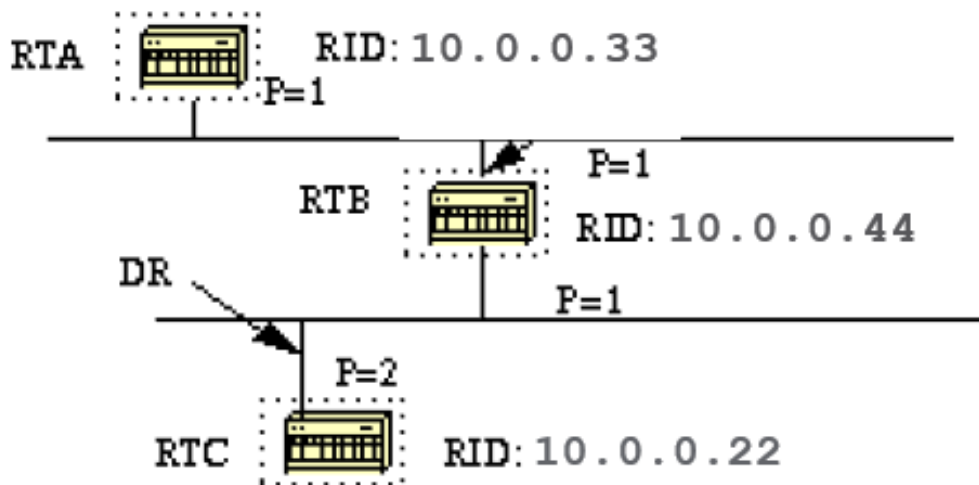 RTA RID: 10.0.0.33
P=1
P=1
RTB RID: 10.0.0.44
DR
P=1
P=2
RTC RID: 10.0.0.22